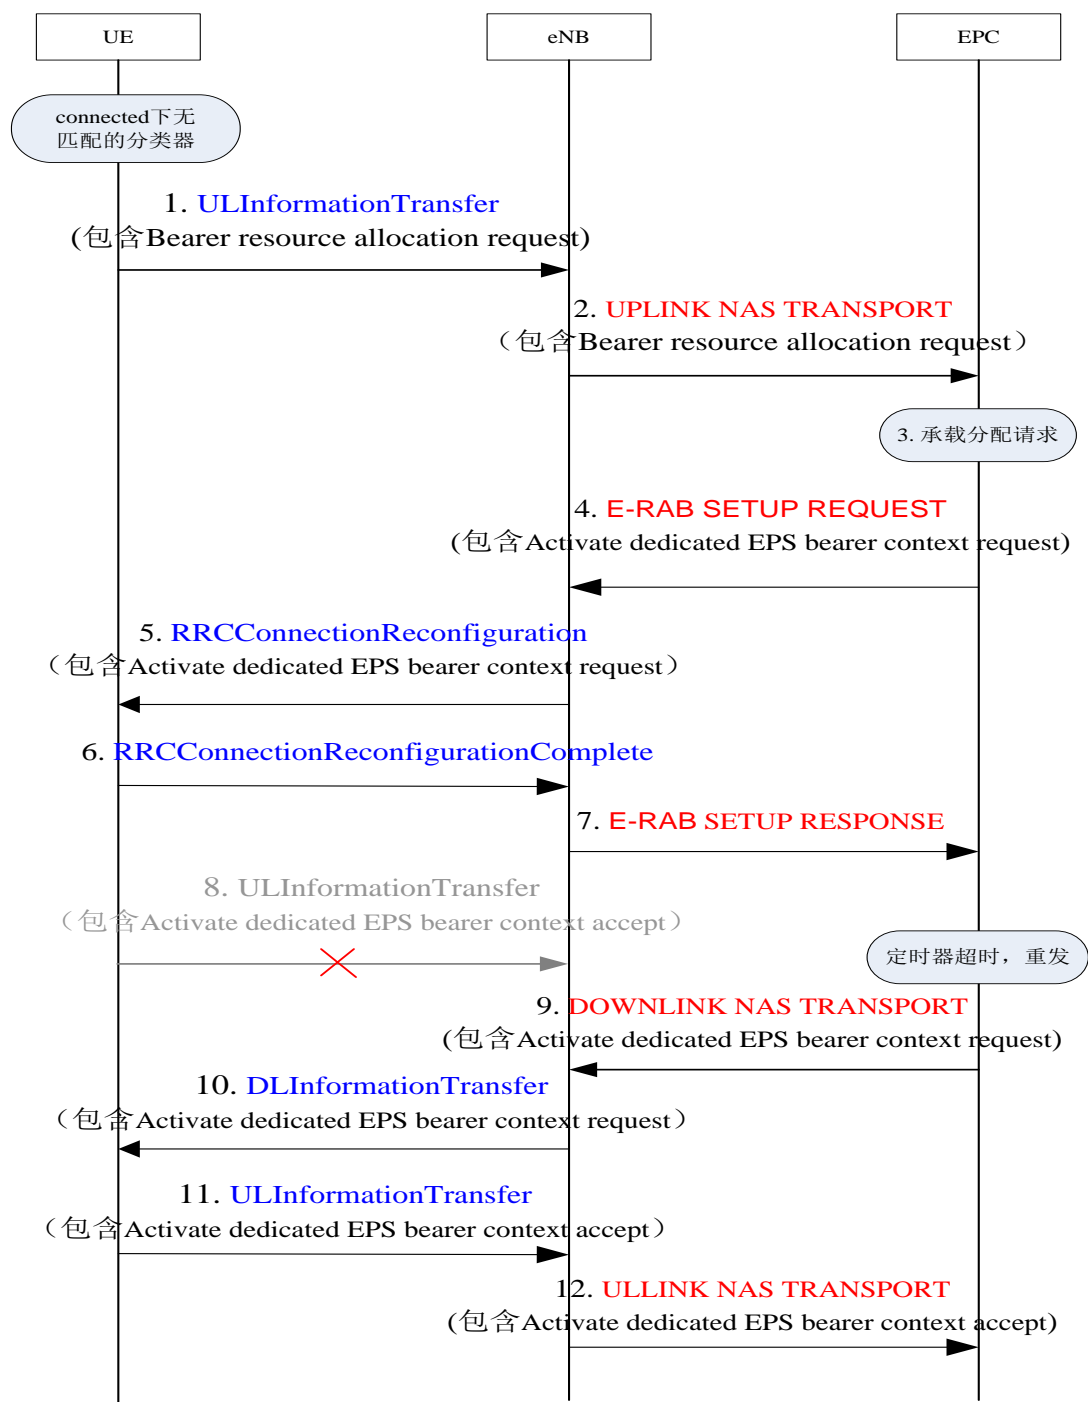 UE
eNB
EPC
connected下无
匹配的分类器
1. ULInformationTransfer
(包含Bearer resource allocation request)
2. UPLINK NAS TRANSPORT
（包含Bearer resource allocation request）
3. 承载分配请求
4. E-RAB SETUP REQUEST
(包含Activate dedicated EPS bearer context request)
5. RRCConnectionReconfiguration
（包含Activate dedicated EPS bearer context request）
6. RRCConnectionReconfigurationComplete
7. E-RAB SETUP RESPONSE
8. ULInformationTransfer
（包含Activate dedicated EPS bearer context accept）
定时器超时，重发
9. DOWNLINK NAS TRANSPORT
(包含Activate dedicated EPS bearer context request)
10. DLInformationTransfer
（包含Activate dedicated EPS bearer context request）
11. ULInformationTransfer
（包含Activate dedicated EPS bearer context accept）
12. ULLINK NAS TRANSPORT
(包含Activate dedicated EPS bearer context accept)